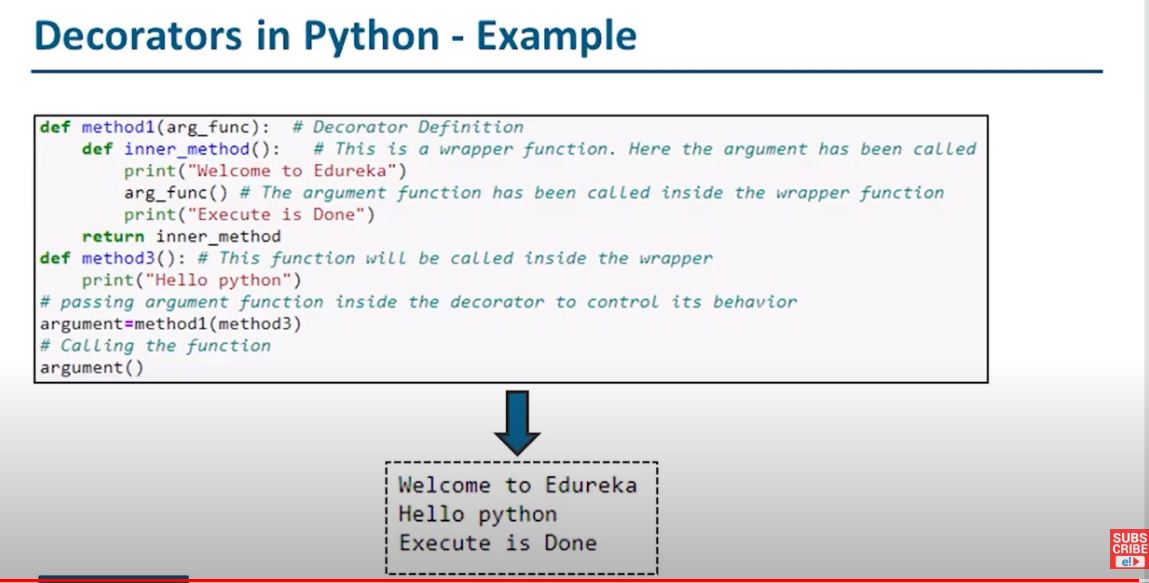 Decorators in Python - Example
def method1(arg_func):  # Decorator Definition
    def inner_method():   # This is a wrapper function. Here the argument has been called
        print("Welcome to Edureka")
        arg_func() # The argument function has been called inside the wrapper function
        print("Execute is Done")
    return inner_method
def method3(): # This function will be called inside the wrapper
    print("Hello python")
# passing argument function inside the decorator to control its behavior
argument=method1(method3)
# Calling the function
argument()
Welcome to Edureka
Hello python
Execute is Done
SUBS
CRIBE
e!